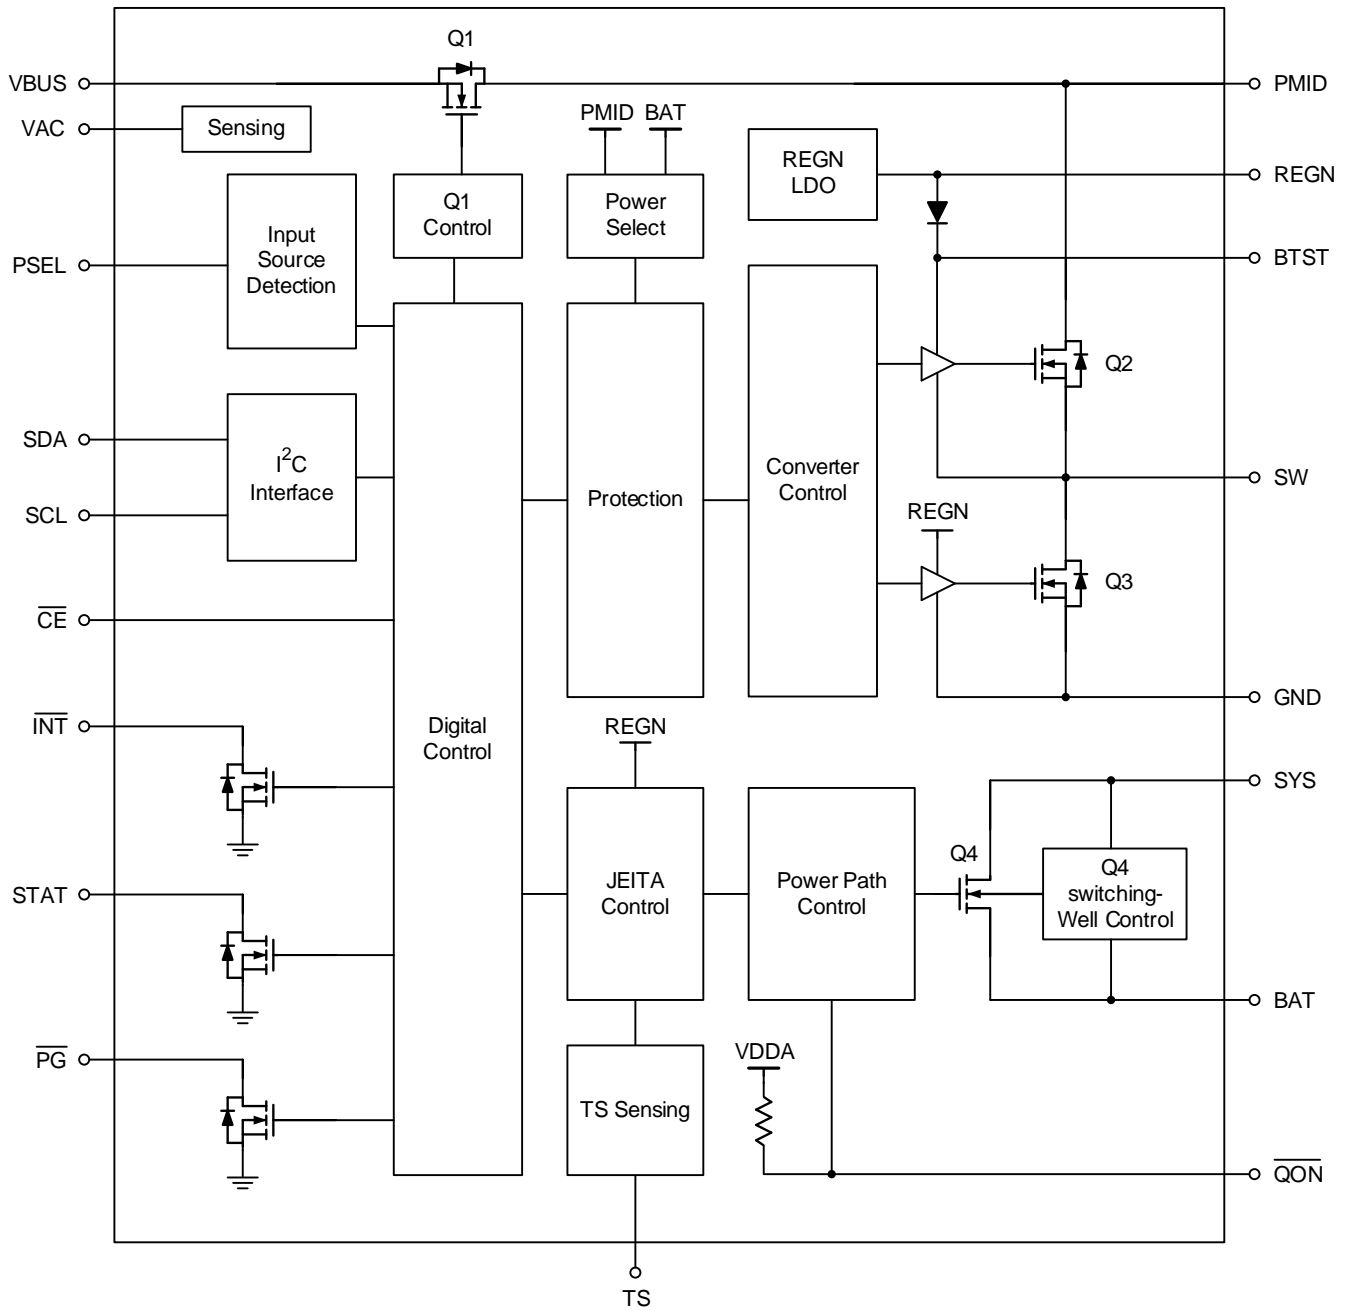 Q1
VBUS
PMID
VAC
Sensing
PMID
BAT
REGN
LDO
REGN
Q1
Control
Power
Select
Input
Source
Detection
PSEL
BTST
Q2
SDA
I²C
Interface
SCL
Protection
Converter
Control
SW
REGN
Q3
CE
GND
INT
Digital
Control
REGN
SYS
Q4
Q4
switching-
Well Control
STAT
JEITA
Control
Power Path
Control
BAT
PG
VDDA
TS Sensing
QON
TS